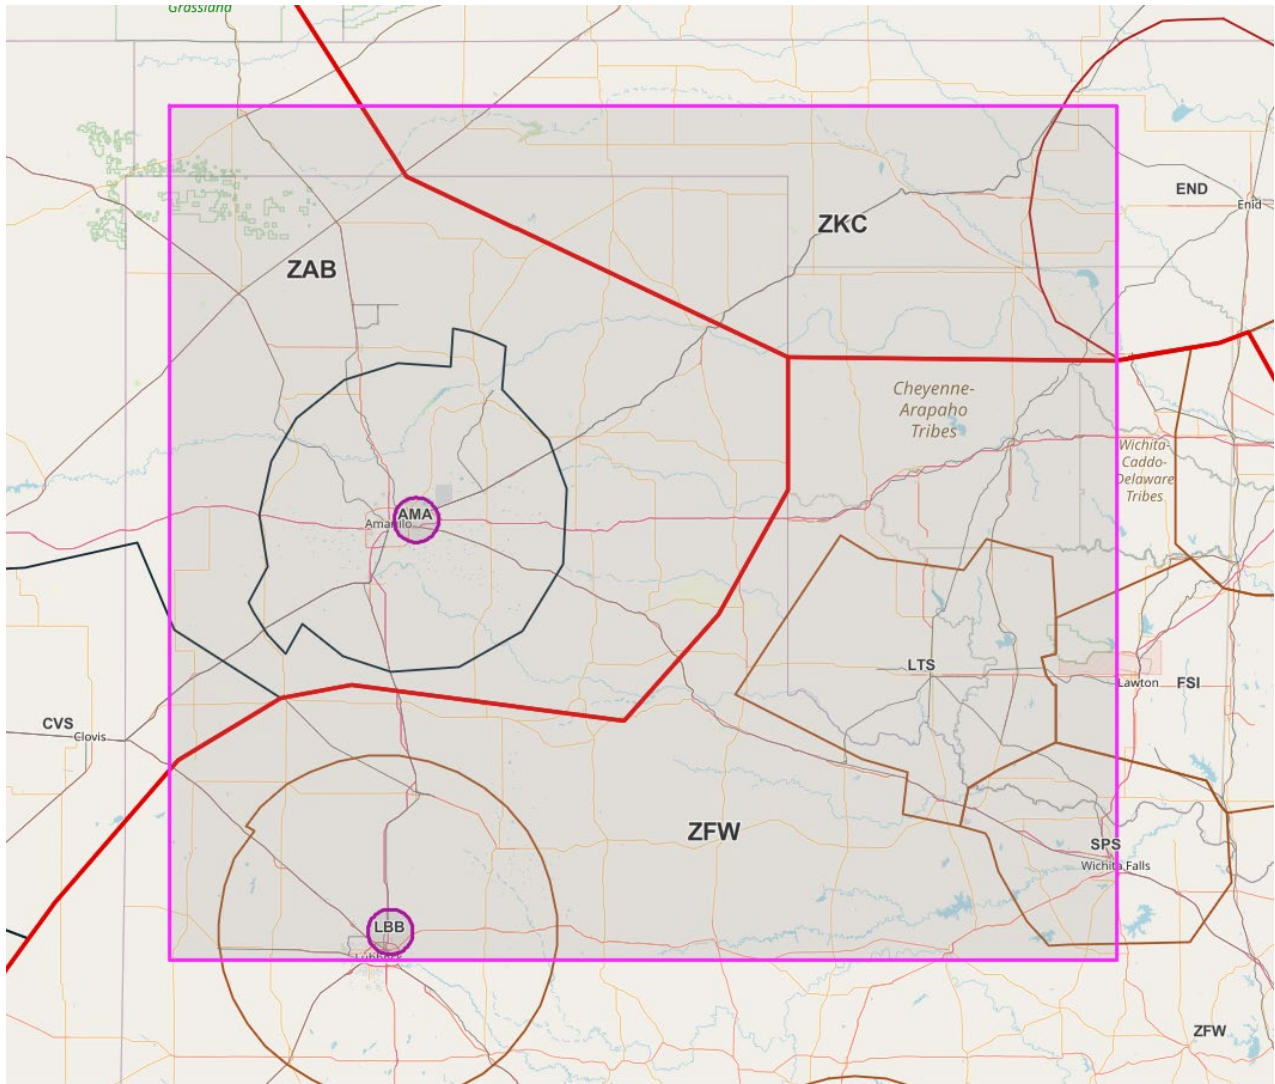 Grassland
END
Enid
ZKC
ZAB
Cheyenne-
Arapaho
Tribes
Wichita-
Caddo-
Delaware
Tribes
AMA
Amarillo
LTS
Lawton
FSI
CVS
Clovis
ZFW
SPS
Wichita Falls
LBB
Lubbock
ZFW